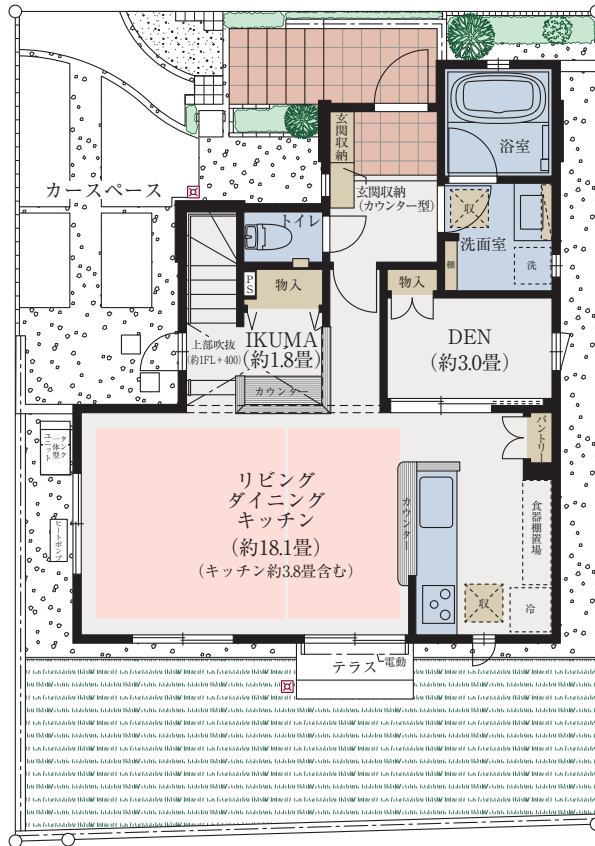 玄関収納
浴室
カースペース
玄関収納
(カウンター型)
収
洗面室
トイレ
棚
洗
PS
物入
物入
上部吹抜
(約1FL+400)
IKUMA
(約1.8畳)
DEN
(約3.0畳)
カウンター
パントリー
タンク
一体型
ユニット
ヒートポンプ
リビング
ダイニング
キッチン
(約18.1畳)
(キッチン約3.8畳含む)
カウンター
食器棚置場
収
冷
テラス
電動